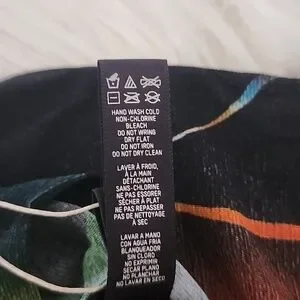 HAND WASH COLD
NON-CHLORINE
BLEACH
DO NOT WRING
DRY FLAT
DO NOT IRON
DO NOT DRY CLEAN
LAVER À FROID,
À LA MAIN
DÉTACHANT
SANS-CHLORINE
NE PAS ESSORER
SÉCHER À PLAT
NE PAS REPASSER
PAS DE NETTOYAGE
À SEC
LAVAR A MANO
CON AGUA FRIA
BLANQUEADOR
SIN CLORO
NO EXPRIMIR
SECAR PLANO
NO PLANCHAR
NO LAVAR EN SECO